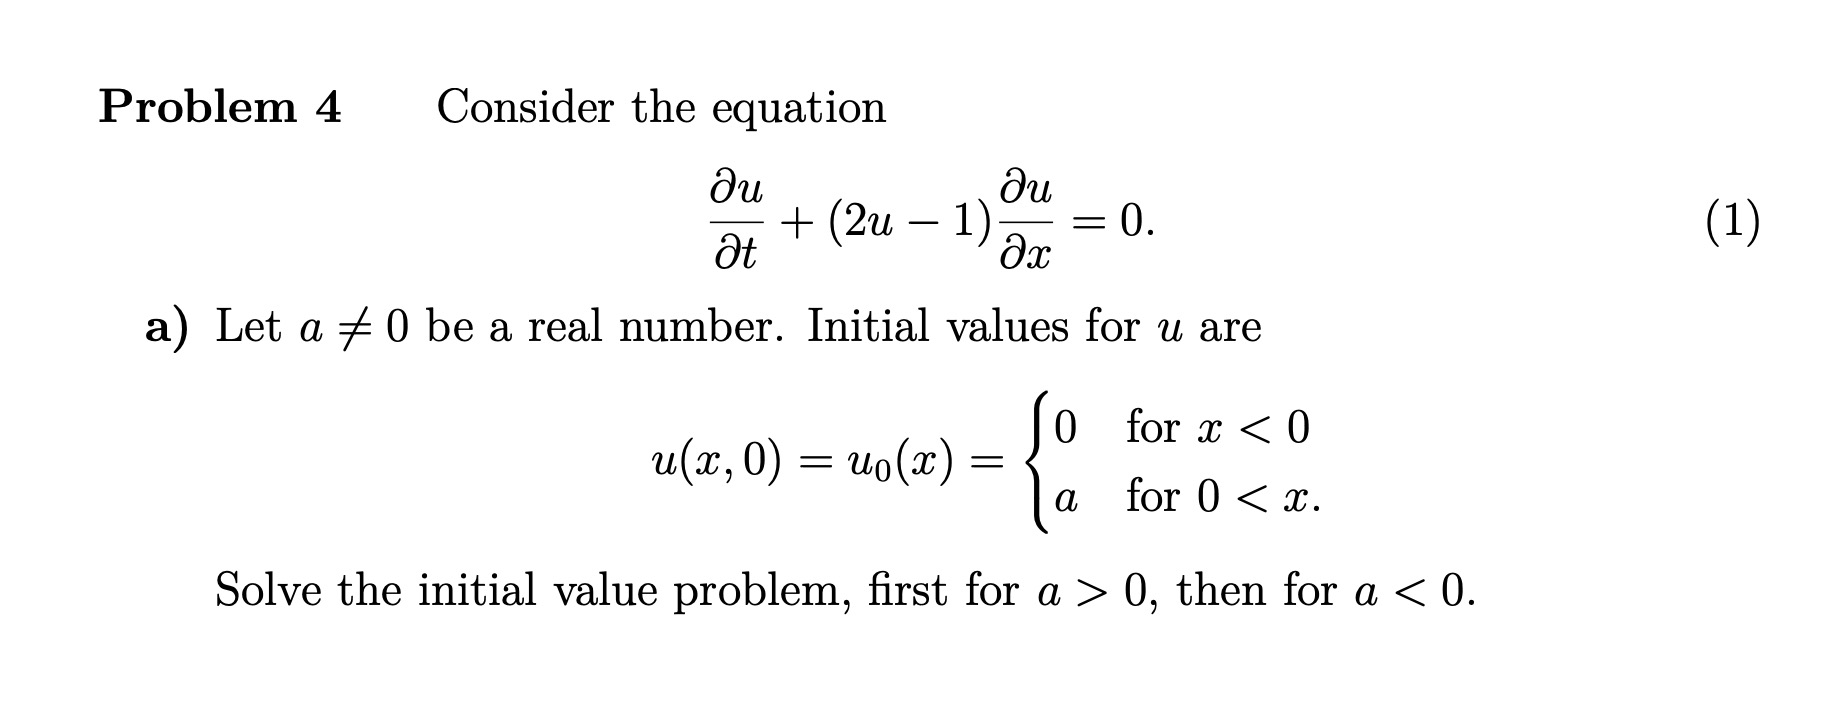 Problem 4 Consider the equation
∂u/∂t + (2u − 1)∂u/∂x = 0. (1)
a) Let a ≠ 0 be a real number. Initial values for u are
u(x, 0) = u₀(x) = { 0 for x < 0
a for 0 < x.
Solve the initial value problem, first for a > 0, then for a < 0.